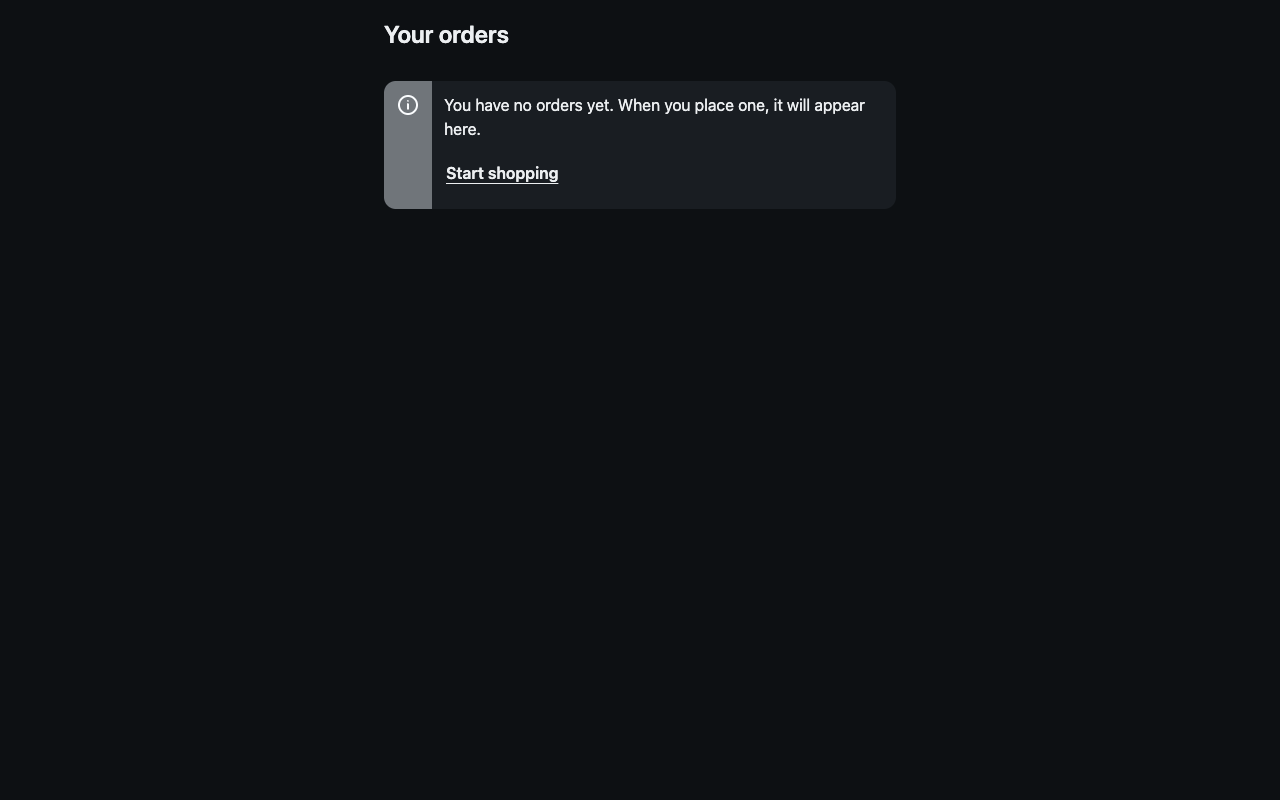 Your orders
You have no orders yet. When you place one, it will appear
here.
Start shopping